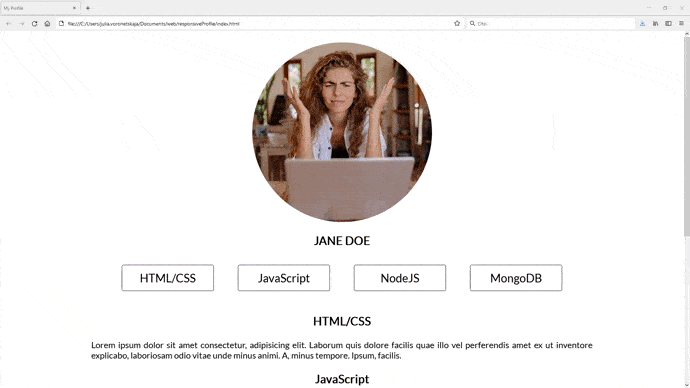 My Profile
file:///C:/Users/julia.voronetskaja/Documents/web/responsiveProfile/index.html
JANE DOE
HTML/CSS JavaScript NodeJS MongoDB
HTML/CSS
Lorem ipsum dolor sit amet consectetur, adipisicing elit. Laborum quis dolore facilis quae illo vel perferendis amet ex ut inventore
explicabo, laboriosam odio vitae unde minus animi. A, minus tempore. Ipsum, facilis.
JavaScript